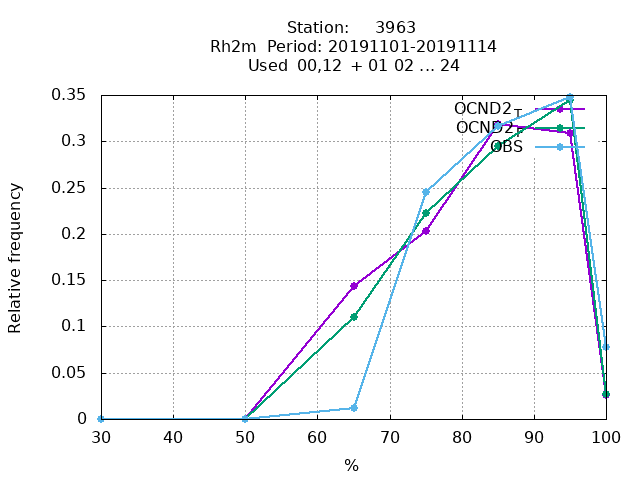 Station: 3963
Rh2m Period: 20191101-20191114
Used 00,12 + 01 02 ... 24
Relative frequency
0.35
0.3
0.25
0.2
0.15
0.1
0.05
0
OCND2T
OCND2F
OBS
30 40 50 60 70 80 90 100
%